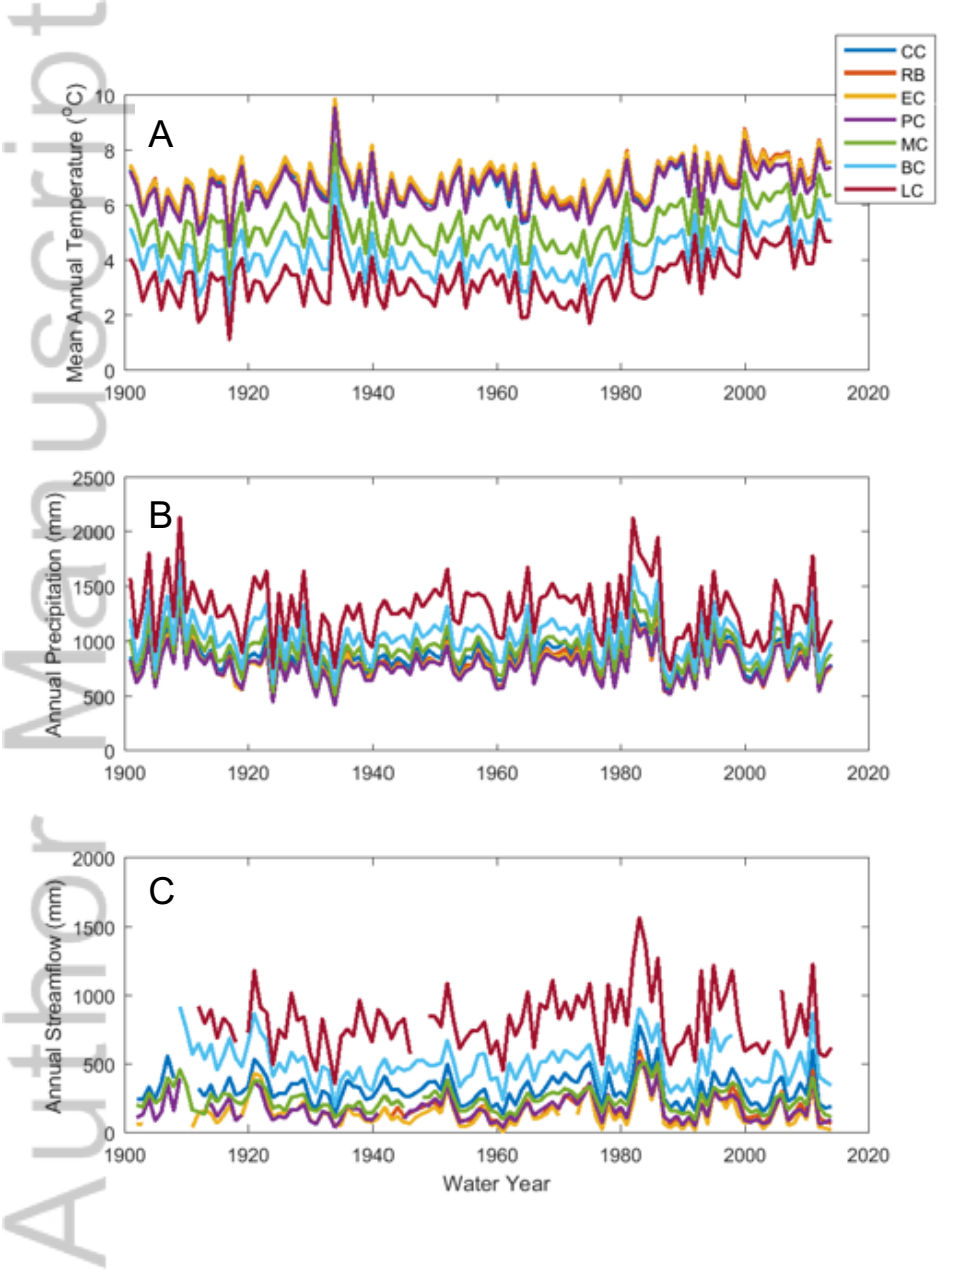 Author Manuscript
CC
RB
EC
PC
MC
BC
LC
A
Mean Annual Temperature (°C)
10
8
6
4
2
0
1900 1920 1940 1960 1980 2000 2020
B
Annual Precipitation (mm)
2500
2000
1500
1000
500
0
1900 1920 1940 1960 1980 2000 2020
C
Annual Streamflow (mm)
2000
1500
1000
500
0
1900 1920 1940 1960 1980 2000 2020
Water Year